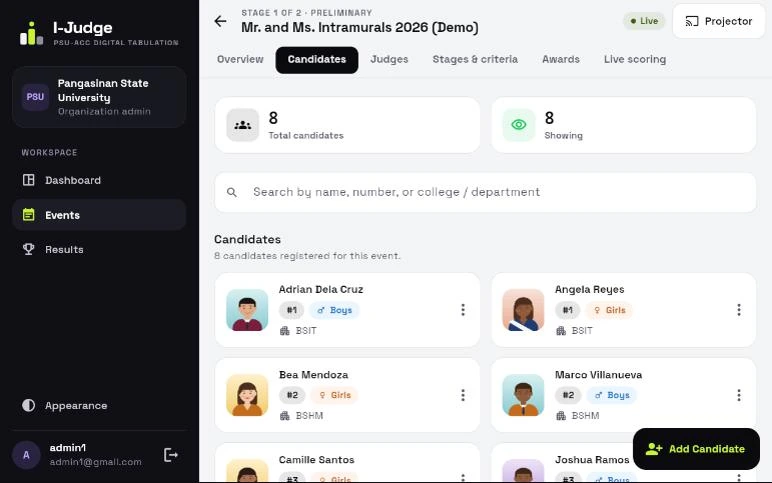 I-Judge
PSU-ACC DIGITAL TABULATION
PSU
Pangasinan State
University
Organization admin
WORKSPACE
Dashboard
Events
Results
Appearance
A
admin1
admin1@gmail.com
STAGE 1 OF 2 · PRELIMINARY
Mr. and Ms. Intramurals 2026 (Demo)
Live
Projector
Overview
Candidates
Judges
Stages & criteria
Awards
Live scoring
8
Total candidates
8
Showing
Search by name, number, or college / department
Candidates
8 candidates registered for this event.
Adrian Dela Cruz
#1
♂ Boys
BSIT
Angela Reyes
#1
♀ Girls
BSIT
Bea Mendoza
#2
♀ Girls
BSHM
Marco Villanueva
#2
♂ Boys
BSHM
Camille Santos
#3
♀ Girls
Joshua Ramos
#3
♂ Boys
Add Candidate